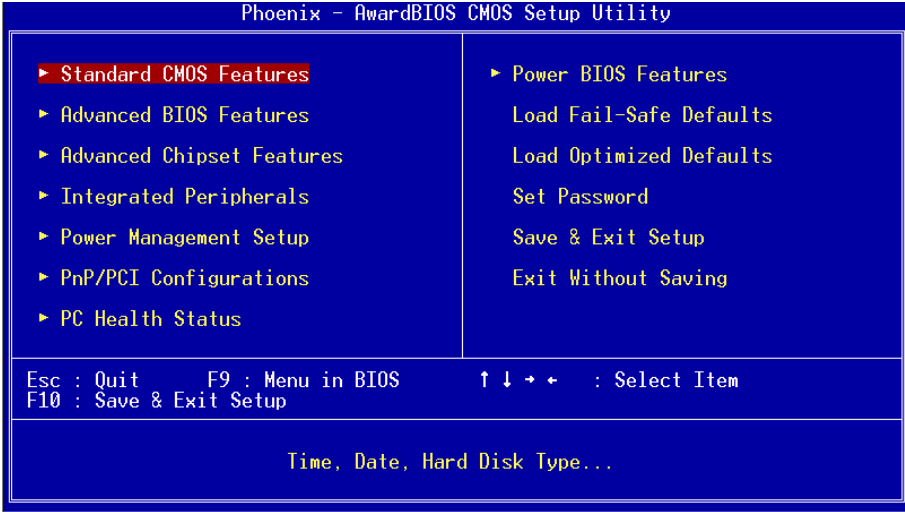 Phoenix - AwardBIOS CMOS Setup Utility
► Standard CMOS Features
► Advanced BIOS Features
► Advanced Chipset Features
► Integrated Peripherals
► Power Management Setup
► PnP/PCI Configurations
► PC Health Status
► Power BIOS Features
Load Fail-Safe Defaults
Load Optimized Defaults
Set Password
Save & Exit Setup
Exit Without Saving
Esc : Quit F9 : Menu in BIOS ↑ ↓ → ← : Select Item
F10 : Save & Exit Setup
Time, Date, Hard Disk Type...